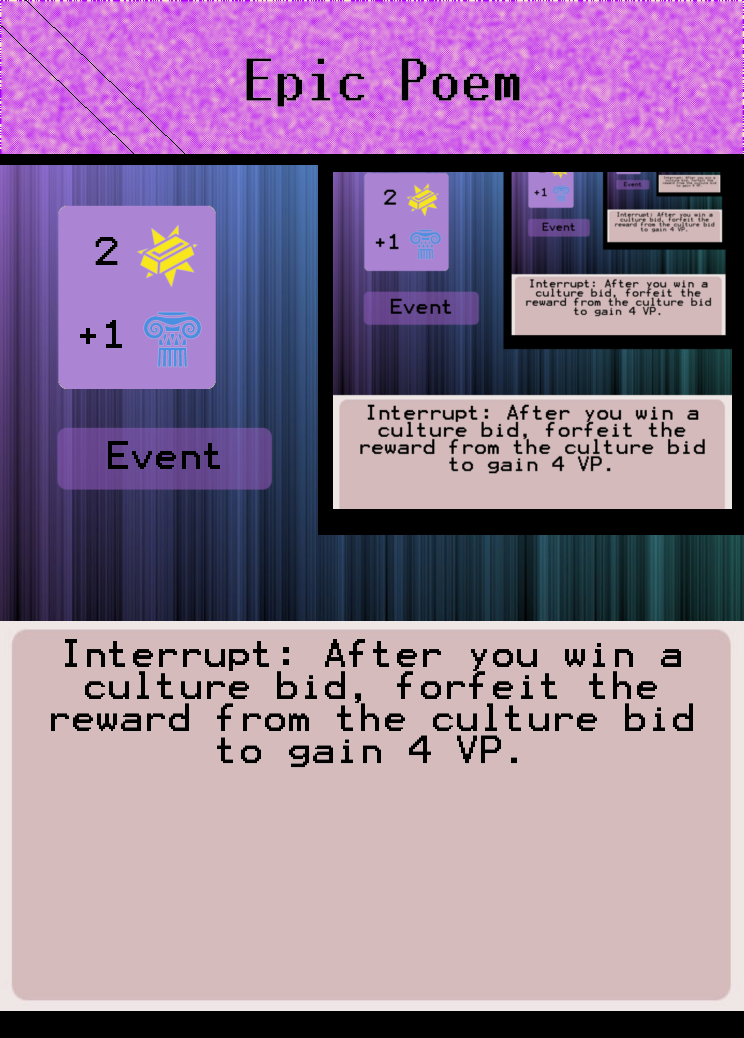 Epic Poem
2
+1
Event
2
+1
Event
Interrupt: After you win a
culture bid, forfeit the
reward from the culture bid
to gain 4 VP.
+1
Event
Interrupt: After you win a
culture bid, forfeit the
reward from the culture bid
to gain 4 VP.
Event
Interrupt: After you win a
culture bid, forfeit the
reward from the culture bid
to gain 4 VP.
Interrupt: After you win a
culture bid, forfeit the
reward from the culture bid
to gain 4 VP.